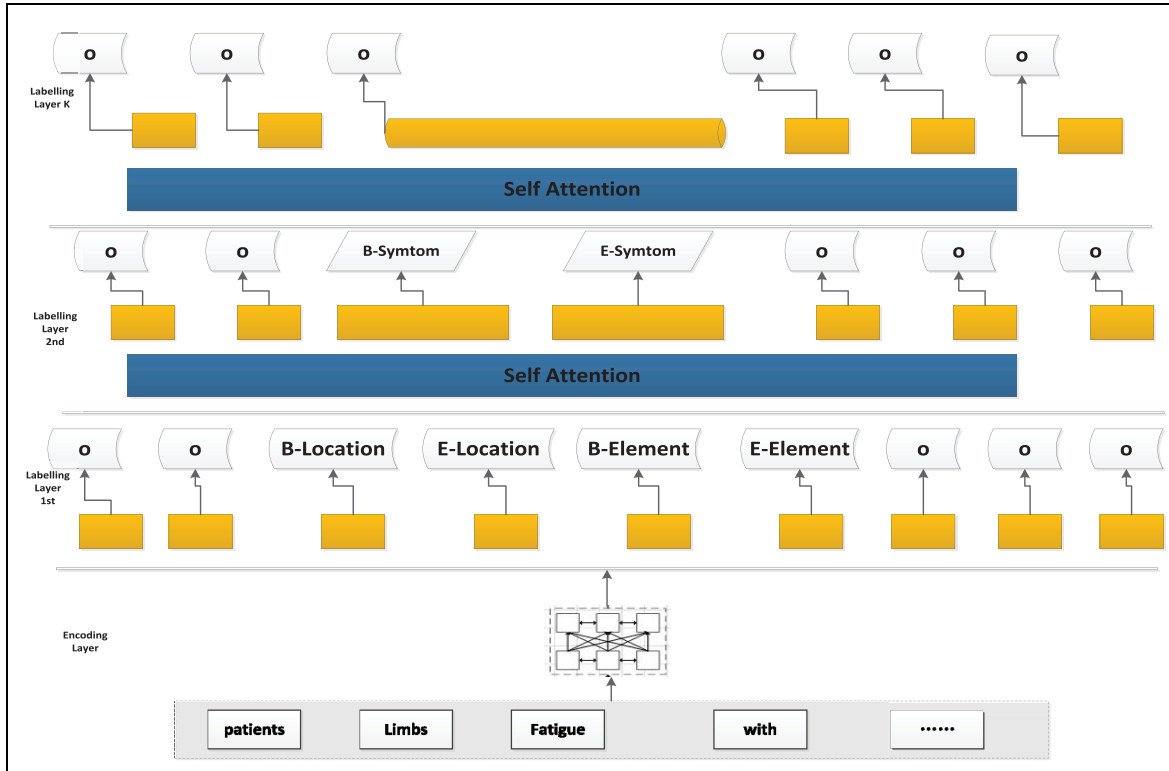 O O O O O O
Labelling
Layer K
Self Attention
O O B-Symtom E-Symtom O O O
Labelling
Layer
2nd
Self Attention
O O B-Location E-Location B-Element E-Element O O O
Labelling
Layer
1st
Encoding
Layer
patients Limbs Fatigue with ······